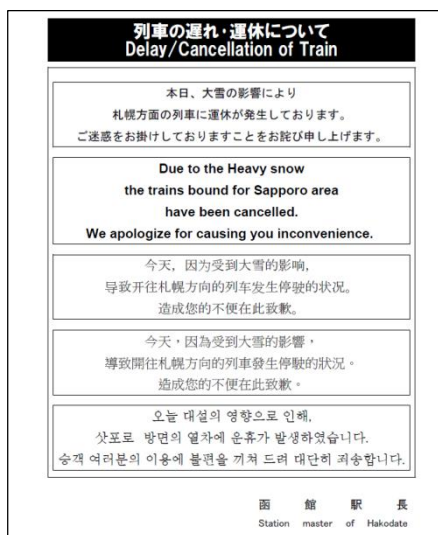 列車の遅れ・運休について
Delay/Cancellation of Train
本日、大雪の影響により
札幌方面の列車に運休が発生しております。
ご迷惑をお掛けしておりますことをお詫び申し上げます。
Due to the Heavy snow
the trains bound for Sapporo area
have been cancelled.
We apologize for causing you inconvenience.
今天，因为受到大雪的影响，
导致开往札幌方向的列车发生停驶的状况。
造成您的不便在此致歉。
今天，因為受到大雪的影響，
導致開往札幌方向的列車發生停駛的狀況。
造成您的不便在此致歉。
오늘 대설의 영향으로 인해,
삿포로 방면의 열차에 운휴가 발생하였습니다.
승객 여러분의 이용에 불편을 끼쳐 드려 대단히 죄송합니다.
函館駅長
Station master of Hakodate